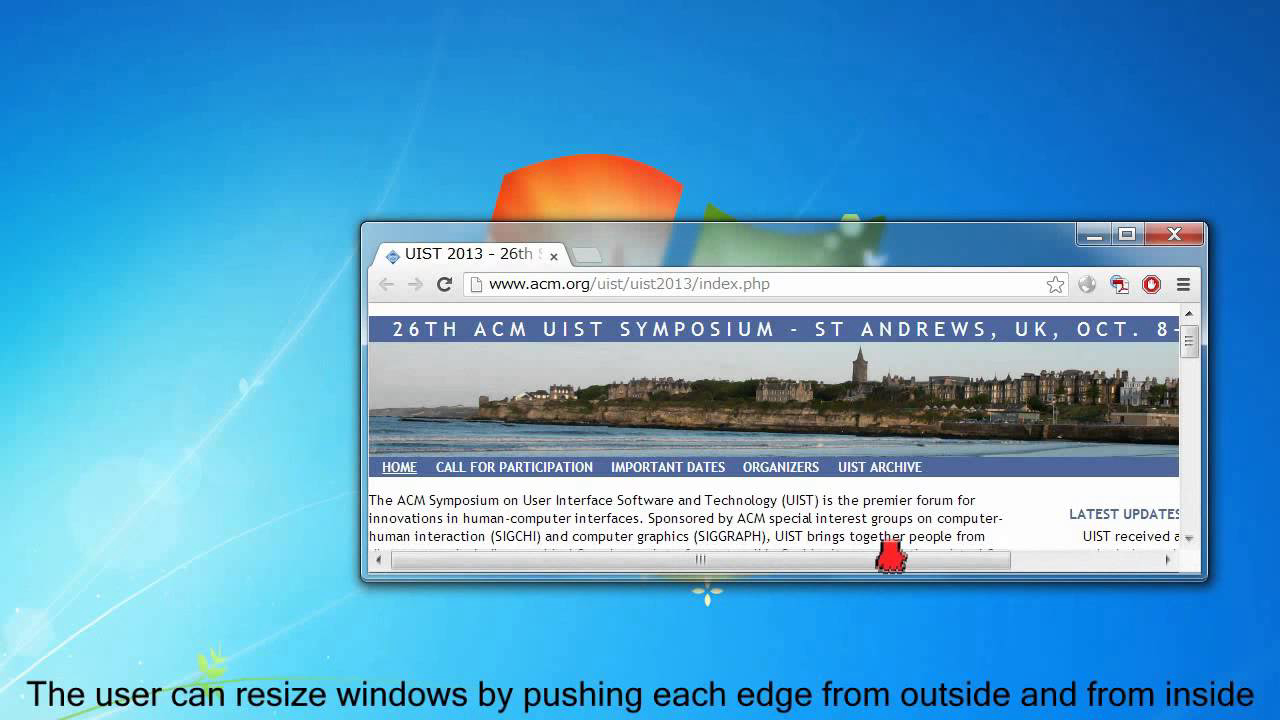 UIST 2013 - 26th
www.acm.org/uist/uist2013/index.php
26TH ACM UIST SYMPOSIUM - ST ANDREWS, UK, OCT. 8-
HOME CALL FOR PARTICIPATION IMPORTANT DATES ORGANIZERS UIST ARCHIVE
The ACM Symposium on User Interface Software and Technology (UIST) is the premier forum for
innovations in human-computer interfaces. Sponsored by ACM special interest groups on computer-
human interaction (SIGCHI) and computer graphics (SIGGRAPH), UIST brings together people from
LATEST UPDATES
UIST received a
The user can resize windows by pushing each edge from outside and from inside